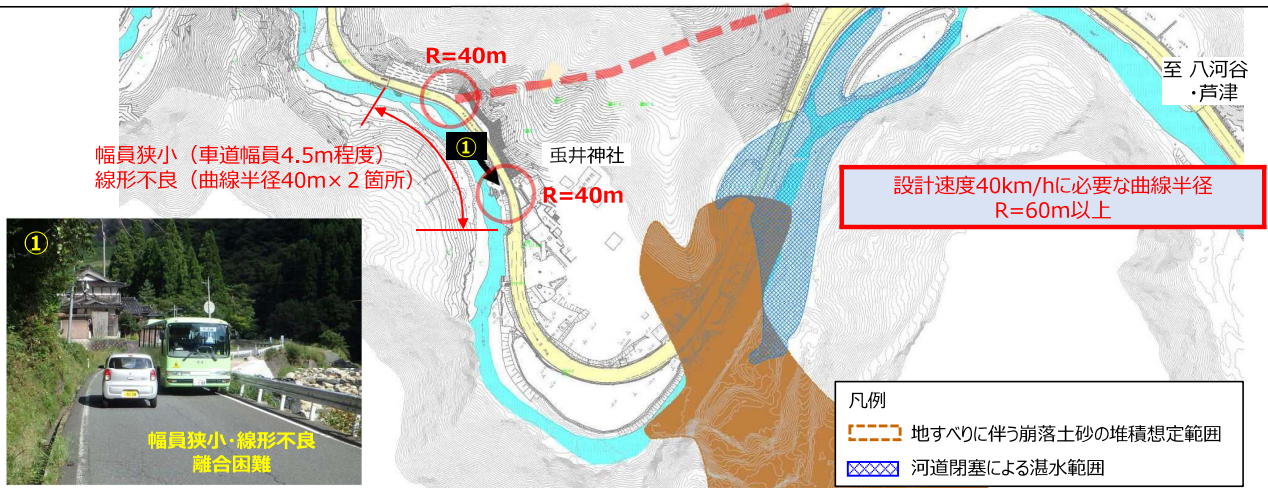 R=40m
至 八河谷
・芦津
幅員狭小（車道幅員4.5m程度）
線形不良（曲線半径40m×２箇所）
①
垂井神社
R=40m
設計速度40km/hに必要な曲線半径
R=60m以上
①
幅員狭小・線形不良
離合困難
凡例
地すべりに伴う崩落土砂の堆積想定範囲
河道閉塞による湛水範囲